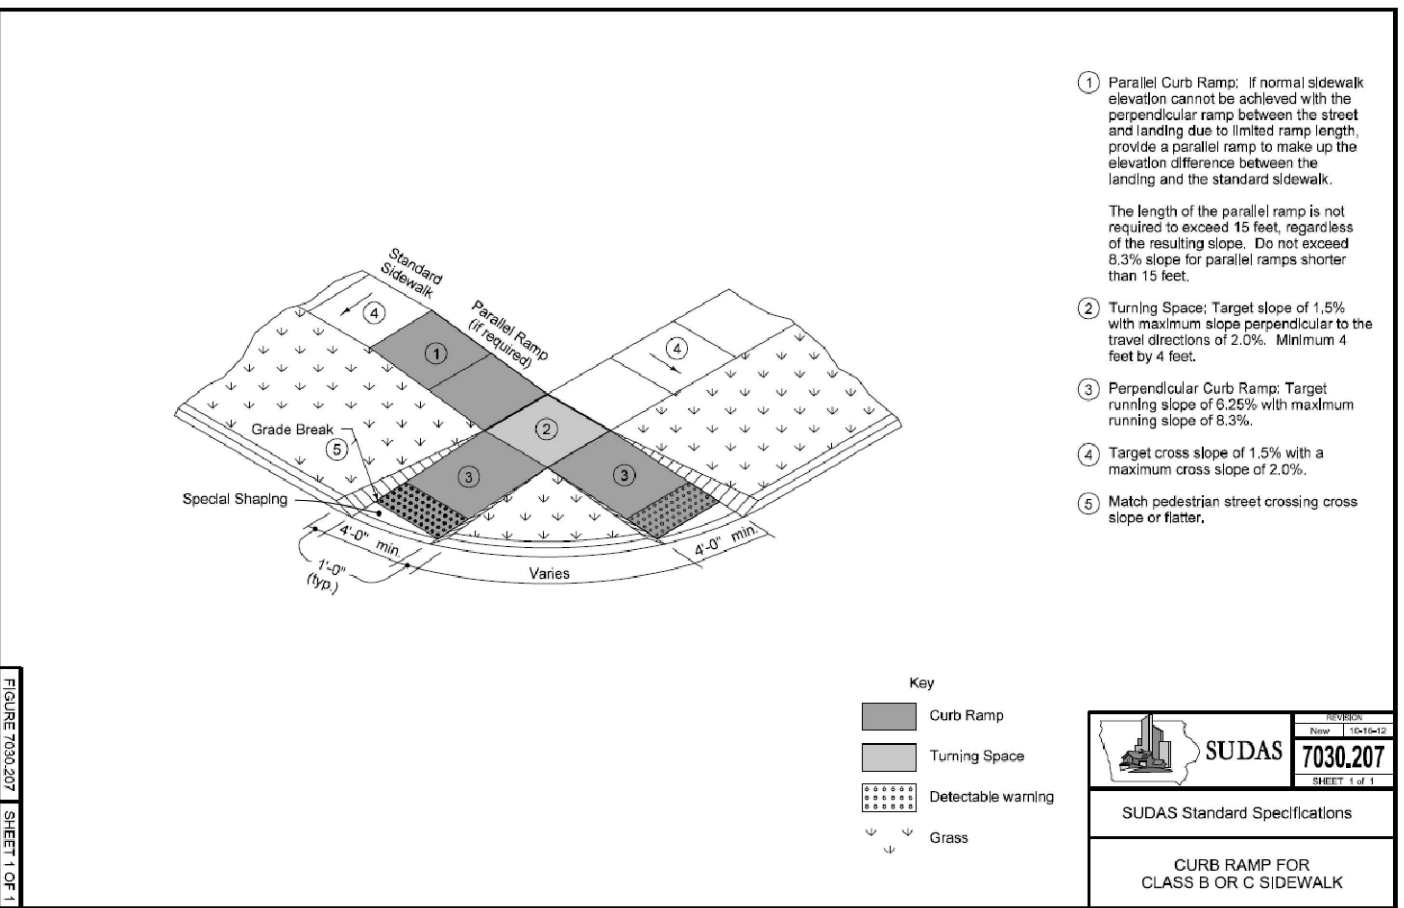 1 Parallel Curb Ramp: If normal sidewalk
elevation cannot be achieved with the
perpendicular ramp between the street
and landing due to limited ramp length,
provide a parallel ramp to make up the
elevation difference between the
landing and the standard sidewalk.
The length of the parallel ramp is not
required to exceed 15 feet, regardless
of the resulting slope. Do not exceed
8.3% slope for parallel ramps shorter
than 15 feet.
2 Turning Space: Target slope of 1.5%
with maximum slope perpendicular to the
travel directions of 2.0%. Minimum 4
feet by 4 feet.
3 Perpendicular Curb Ramp: Target
running slope of 6.25% with maximum
running slope of 8.3%.
4 Target cross slope of 1.5% with a
maximum cross slope of 2.0%.
5 Match pedestrian street crossing cross
slope or flatter.
Standard
Sidewalk
Parallel Ramp
(if required)
4
1
4
2
Grade Break
5
3
3
Special Shaping
4'-0" min.
1'-0"
(typ.)
Varies
4'-0" min.
Key
Curb Ramp
Turning Space
Detectable warning
Grass
FIGURE 7030.207
SHEET 1 OF 1
SUDAS
REVISION
New 10-16-12
7030.207
SHEET 1 of 1
SUDAS Standard Specifications
CURB RAMP FOR
CLASS B OR C SIDEWALK